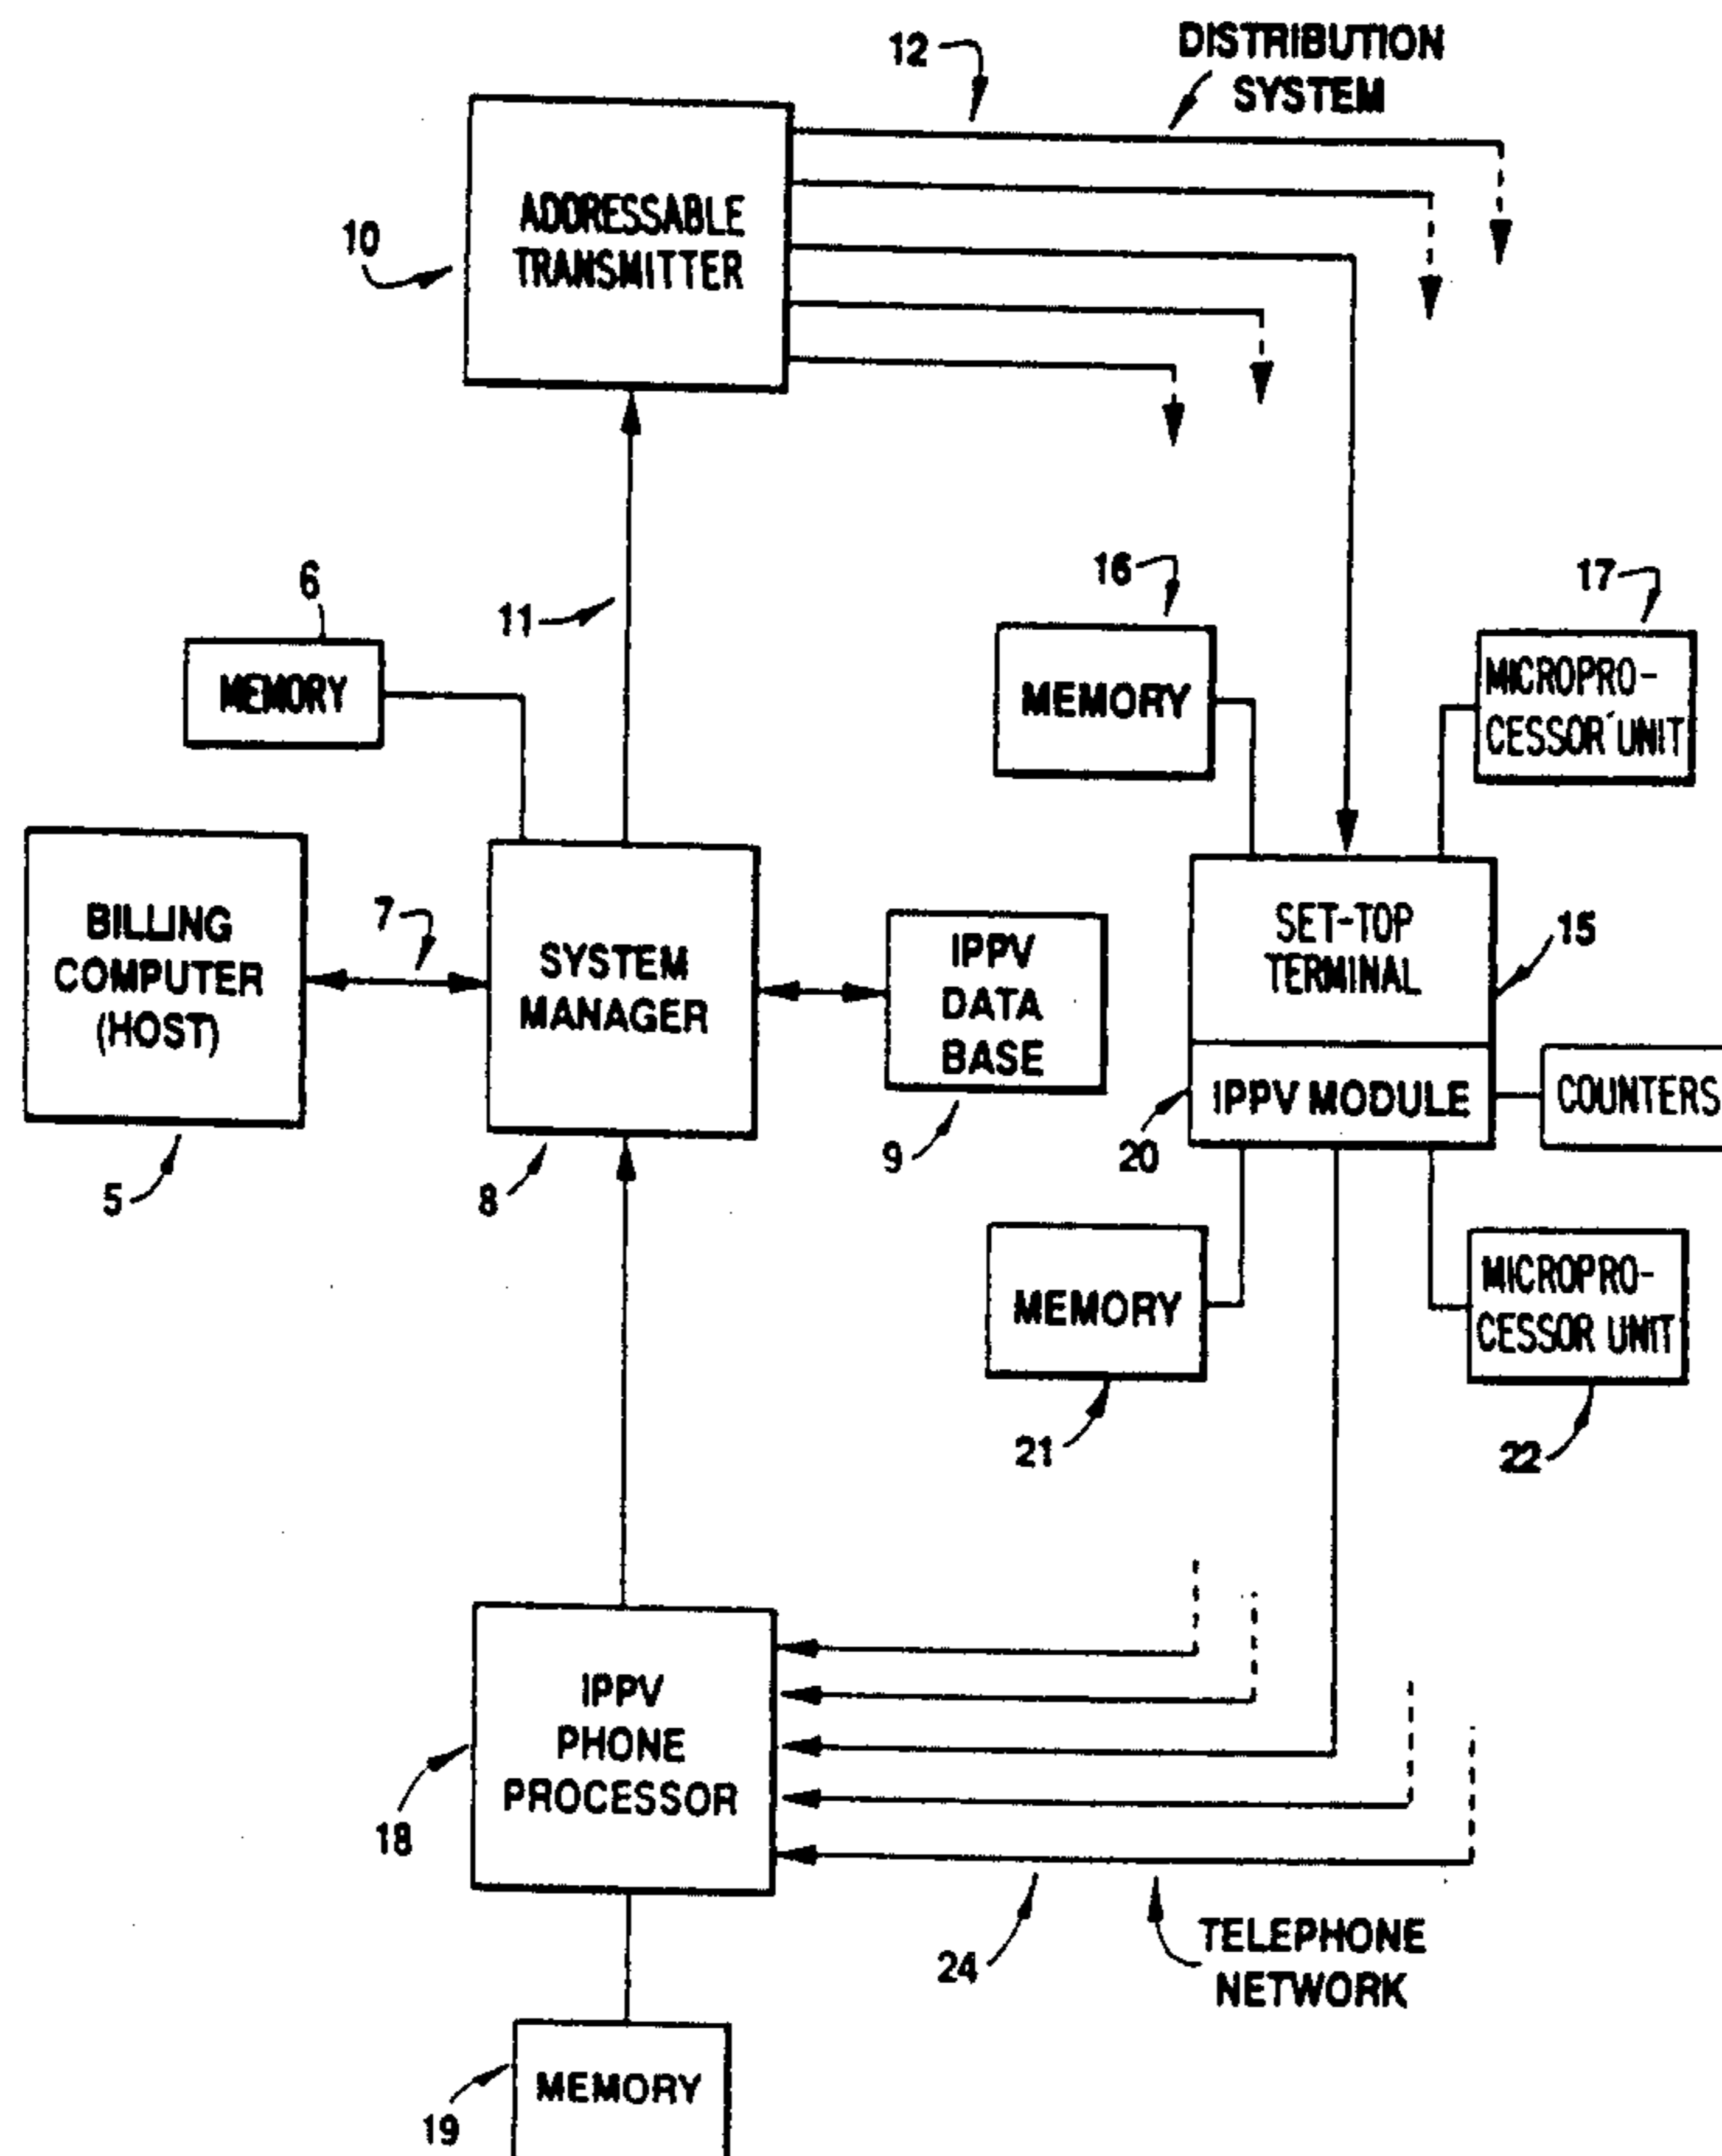 12
DISTRIBUTION
SYSTEM
10
ADDRESSABLE
TRANSMITTER
11
6
MEMORY
16
MEMORY
17
MICROPRO-
CESSOR UNIT
BILLING
COMPUTER
(HOST)
5
7
SYSTEM
MANAGER
8
IPPV
DATA
BASE
9
SET-TOP
TERMINAL
15
IPPV MODULE
20
COUNTERS
MEMORY
21
MICROPRO-
CESSOR UNIT
22
IPPV
PHONE
PROCESSOR
18
24
TELEPHONE
NETWORK
MEMORY
19